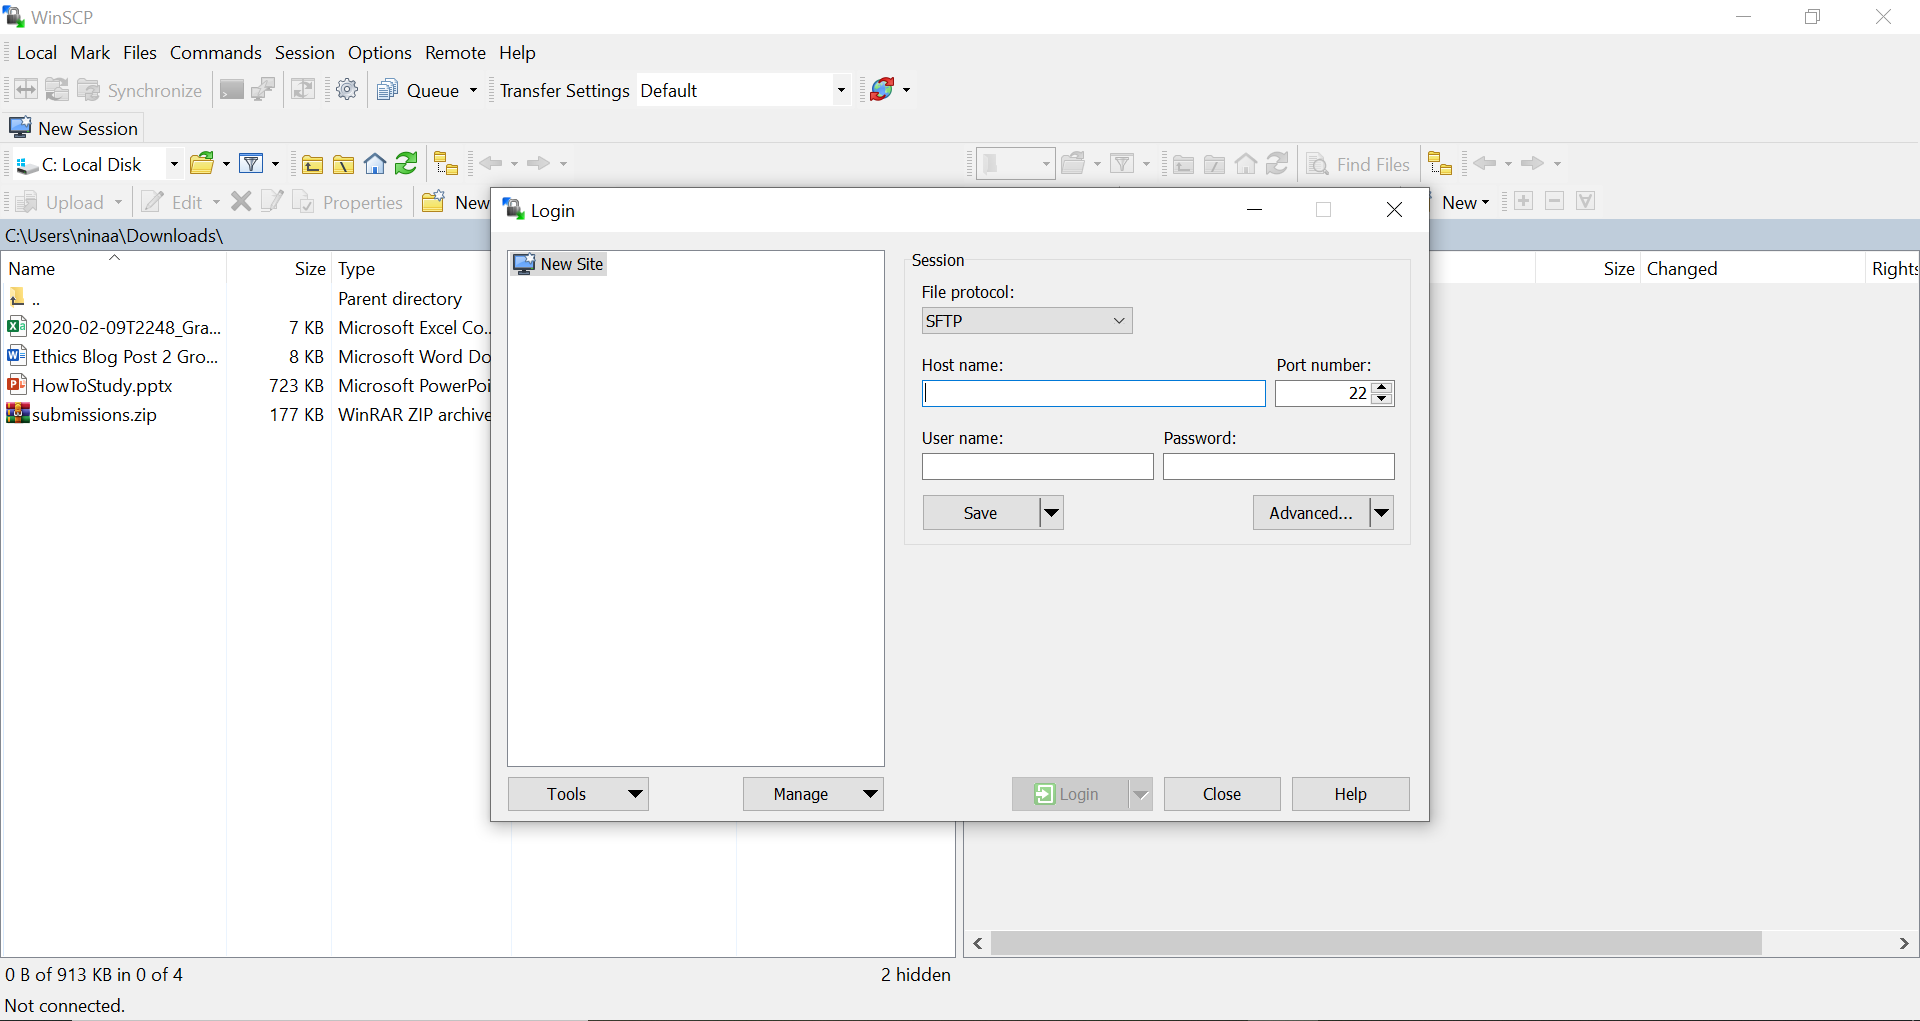 WinSCP
Local Mark Files Commands Session Options Remote Help
Synchronize Queue Transfer Settings Default
New Session
C: Local Disk Find Files
Upload Edit Properties New New
C:\Users\ninaa\Downloads\
Name Size Type Size Changed Rights
.. Parent directory
2020-02-09T2248_Gra... 7 KB Microsoft Excel Co...
Ethics Blog Post 2 Gro... 8 KB Microsoft Word Do
HowToStudy.pptx 723 KB Microsoft PowerPoi
submissions.zip 177 KB WinRAR ZIP archive
Login
New Site
Session
File protocol:
SFTP
Host name: Port number:
22
User name: Password:
Save Advanced...
Tools Manage Login Close Help
0 B of 913 KB in 0 of 4 2 hidden
Not connected.